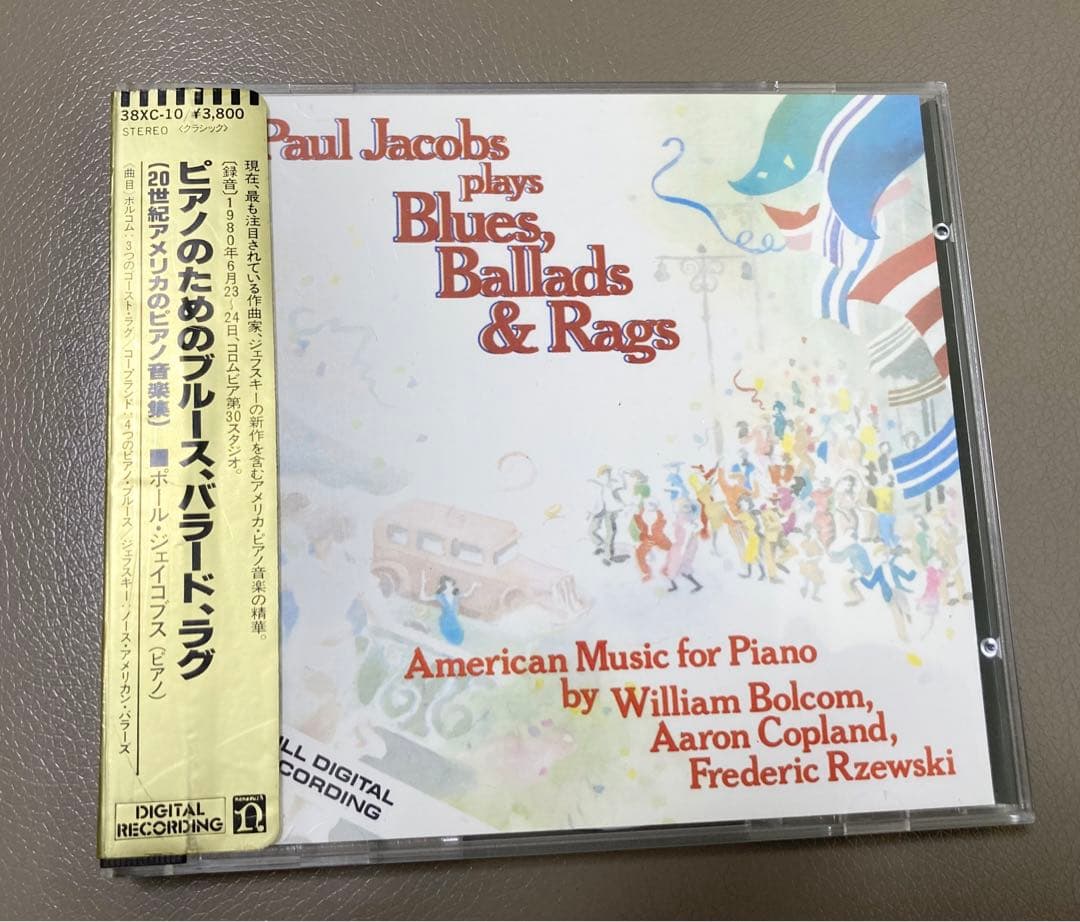 38XC-10 ¥3,800
STEREO 〈クラシック〉
現在、最も注目されている作曲家、ジェフスキーの新作を含むアメリカ・ピアノ音楽の精華。
〔録音〕1980年6月23〜24日、コロムビア第30スタジオ。
ピアノのためのブルース、バラード、ラグ
(20世紀アメリカのピアノ音楽集) ■ポール・ジェイコブス(ピアノ)
〈曲目〉ボルコム:3つのゴースト・ラグ/コープランド:4つのピアノ・ブルース/ジェフスキー:ノース・アメリカン・バラーズ
DIGITAL
RECORDING
nonesuch
n
Paul Jacobs
plays
Blues,
Ballads
& Rags
American Music for Piano
by William Bolcom,
Aaron Copland,
Frederic Rzewski
LL DIGITAL
CORDING